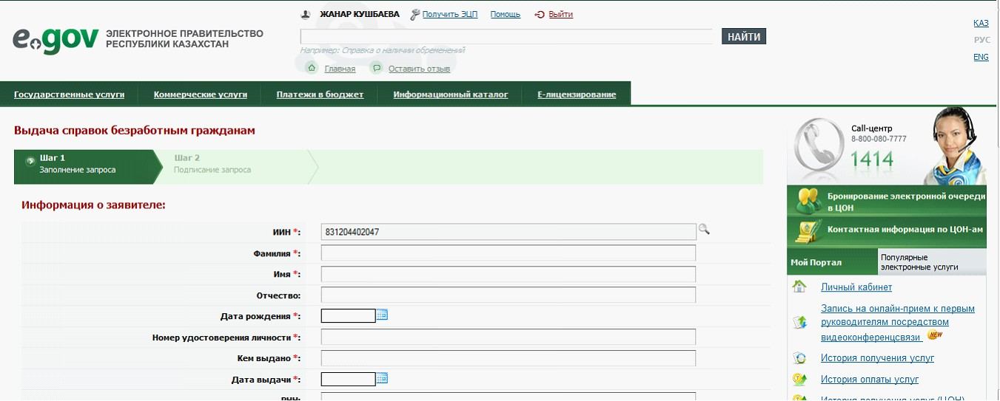 ЖАНАР КУШБАЕВА Получить ЭЦП Помощь Выйти
e.gov ЭЛЕКТРОННОЕ ПРАВИТЕЛЬСТВО
РЕСПУБЛИКИ КАЗАХСТАН
НАЙТИ
Например: Справка о наличии обременений
Главная Оставить отзыв
ҚАЗ
РУС
ENG
Государственные услуги Коммерческие услуги Платежи в бюджет Информационный каталог Е-лицензирование
Выдача справок безработным гражданам
Шаг 1
Заполнение запроса
Шаг 2
Подписание запроса
Информация о заявителе:
ИИН *: 831204402047
Фамилия *:
Имя *:
Отчество:
Дата рождения *:
Номер удостоверения личности *:
Кем выдано *:
Дата выдачи *:
РНН:
Call-центр
8-800-080-7777
1414
Бронирование электронной очереди
в ЦОН
Контактная информация по ЦОН-ам
Мой Портал
Популярные
электронные услуги
Личный кабинет
Запись на онлайн-прием к первым
руководителям посредством
видеоконференцсвязи NEW
История получения услуг
История оплаты услуг
История получения услуг (ЦОН)